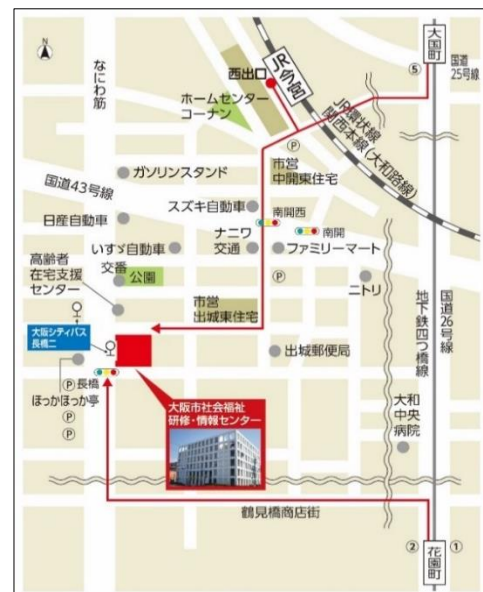 N
なにわ筋
JR今宮
西出口
大国町
⑤
国道
25号線
ホームセンター
コーナン
JR環状線
関西本線(大和路線)
Ⓟ
市営
中開東住宅
国道43号線
ガソリンスタンド
スズキ自動車
南開西
南開
日産自動車
いすゞ自動車
ナニワ
交通
ファミリーマート
高齢者
在宅支援
センター
交番
公園
Ⓟ
ニトリ
市営
出城東住宅
大阪シティバス
長橋二
出城郵便局
地下鉄四つ橋線
国道26号線
Ⓟ
長橋
ほっかほっか亭
Ⓟ
Ⓟ
大阪市社会福祉
研修・情報センター
大和
中央
病院
鶴見橋商店街
②
①
花園町